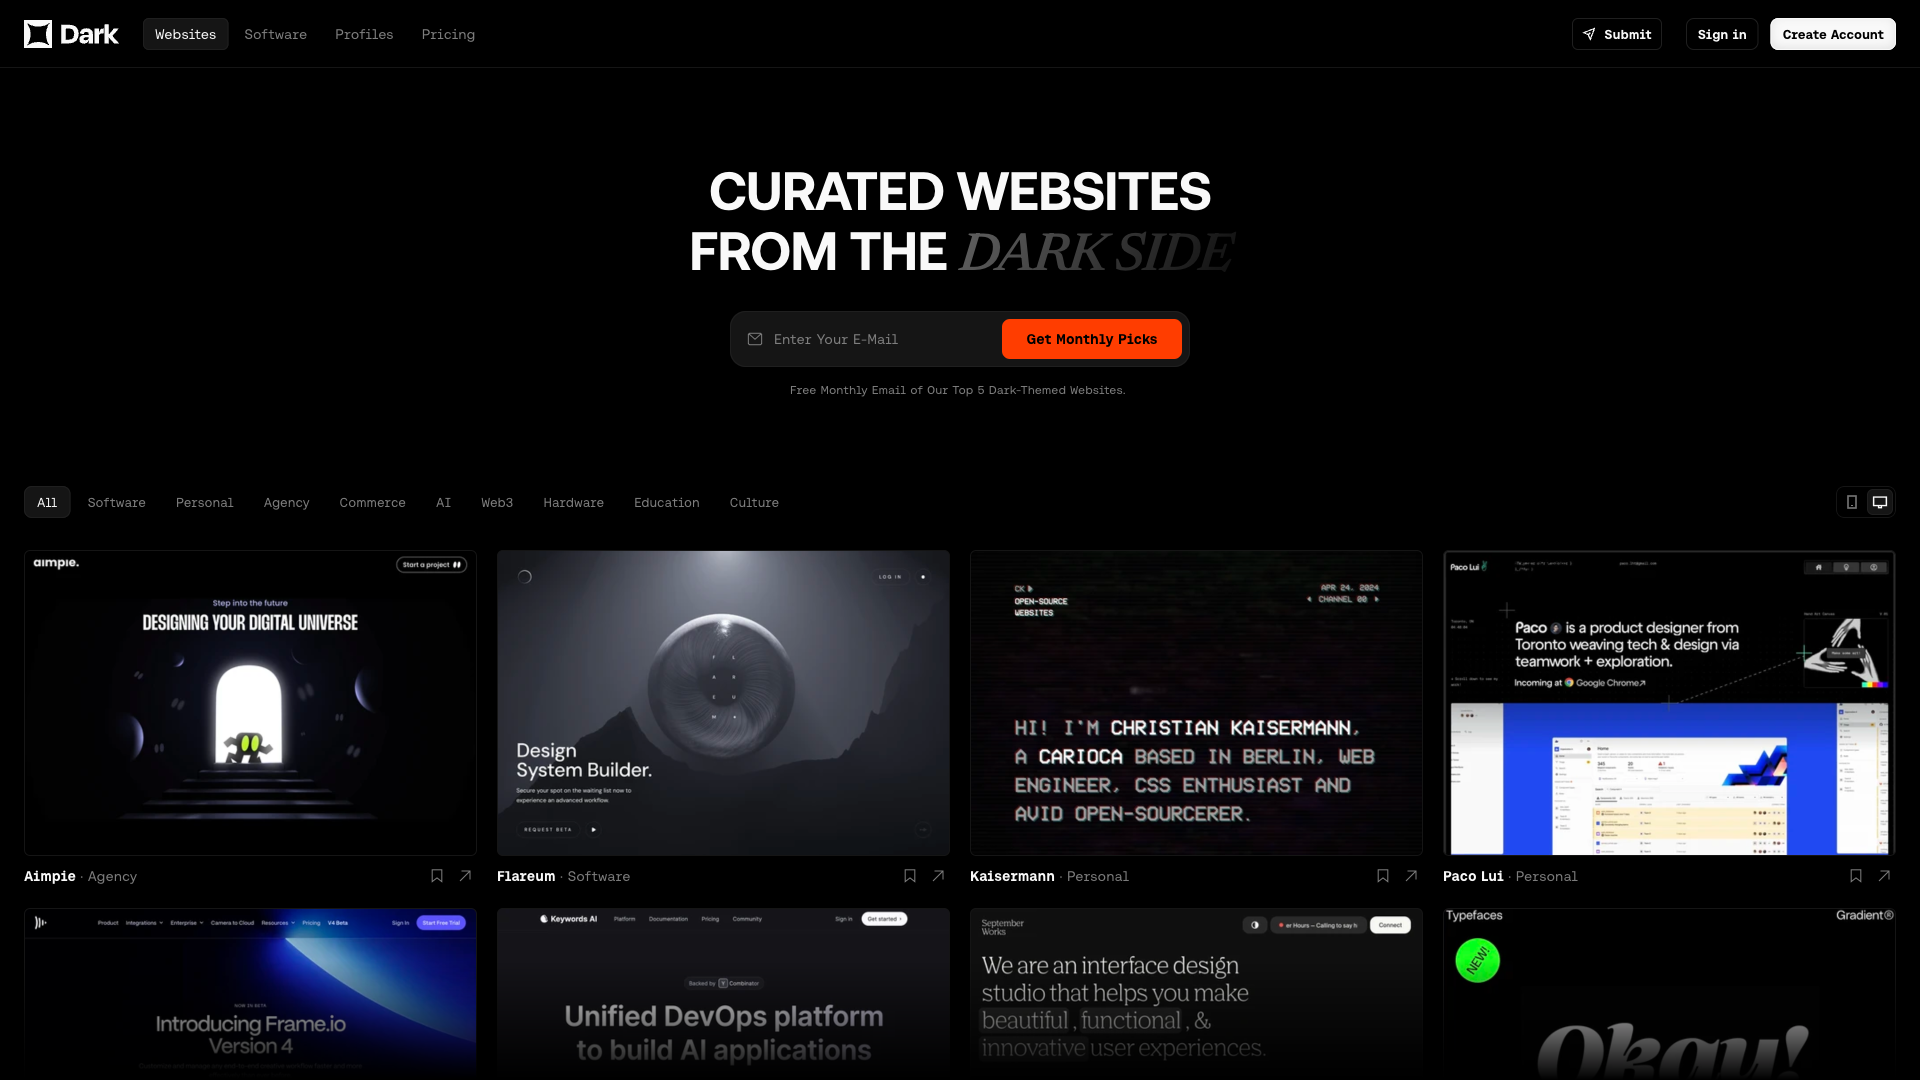 Dark
Websites
Software
Profiles
Pricing
Submit
Sign in
Create Account
CURATED WEBSITES
FROM THE DARK SIDE
Enter Your E-Mail
Get Monthly Picks
Free Monthly Email of Our Top 5 Dark-Themed Websites.
All
Software
Personal
Agency
Commerce
AI
Web3
Hardware
Education
Culture
aimpie.
Start a project
Step into the future
DESIGNING YOUR DIGITAL UNIVERSE
LOG IN
F L
A R
E U
M
Design
System Builder.
Secure your spot on the waiting list now to
experience an advanced workflow.
REQUEST BETA
CK
OPEN-SOURCE
WEBSITES
APR 24, 2024
CHANNEL 00
HI! I'M CHRISTIAN KAISERMANN,
A CARIOCA BASED IN BERLIN, WEB
ENGINEER, CSS ENTHUSIAST AND
AVID OPEN-SOURCERER.
Paco Lui
Paco is a product designer from
Toronto weaving tech & design via
teamwork + exploration.
Incoming at Google Chrome↗
Home
Aimpie · Agency
Flareum · Software
Kaisermann · Personal
Paco Lui · Personal
Product
Integrations
Enterprise
Camera to Cloud
Resources
Pricing
V4 Beta
Sign In
Start Free Trial
NOW IN BETA
Introducing Frame.io
Version 4
Keywords AI
Platform
Documentation
Pricing
Community
Sign in
Get started
Backed by Y Combinator
Unified DevOps platform
to build AI applications
September
Works
er Hours — Calling to say h
Connect
We are an interface design
studio that helps you make
beautiful , functional , &
innovative user experiences.
Typefaces
Gradient®
NEW!
Okay!